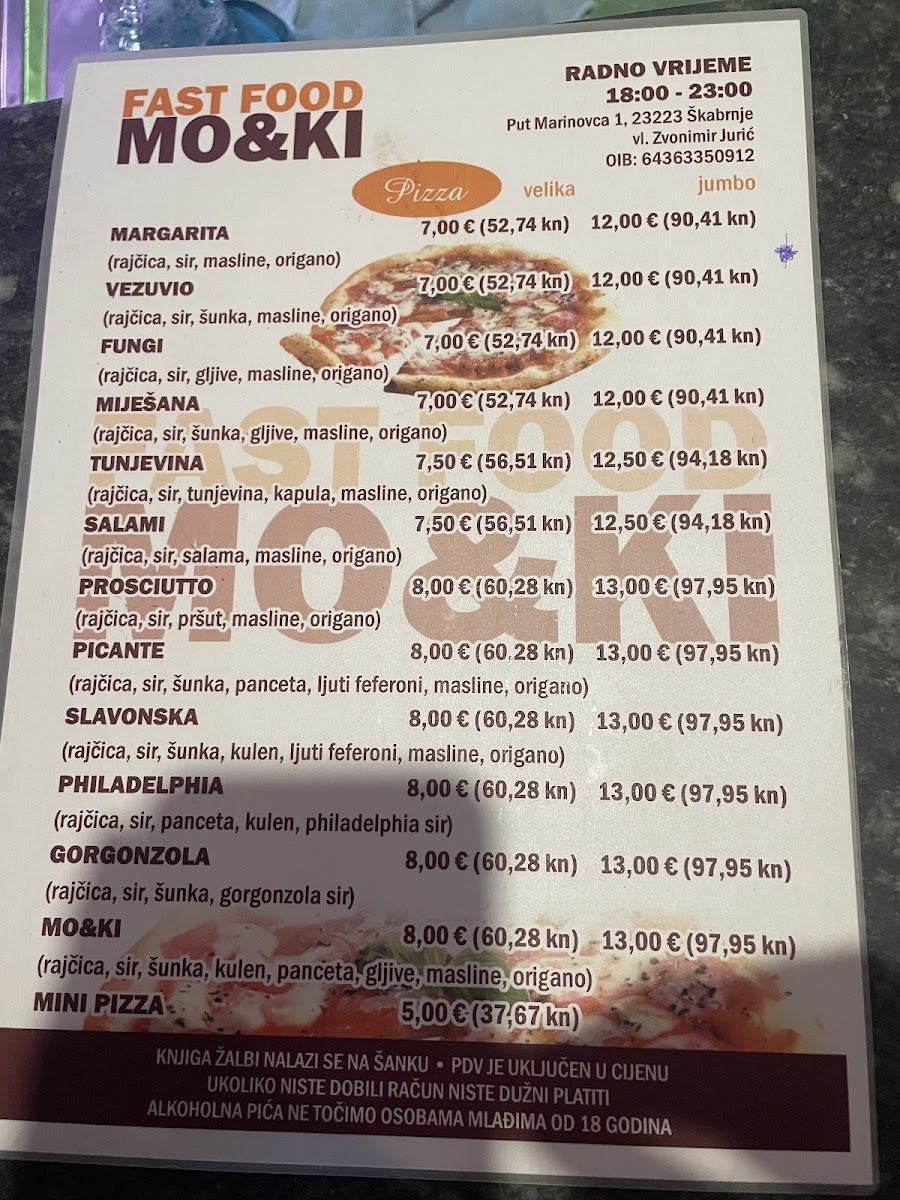 FAST FOOD
MO&KI
RADNO VRIJEME
18:00 - 23:00
Put Marinovca 1, 23223 Škabrnje
vl. Zvonimir Jurić
OIB: 64363350912
Pizza velika jumbo
MARGARITA 7,00 € (52,74 kn) 12,00 € (90,41 kn)
(rajčica, sir, masline, origano)
VEZUVIO 7,00 € (52,74 kn) 12,00 € (90,41 kn)
(rajčica, sir, šunka, masline, origano)
FUNGI 7,00 € (52,74 kn) 12,00 € (90,41 kn)
(rajčica, sir, gljive, masline, origano)
MIJEŠANA 7,00 € (52,74 kn) 12,00 € (90,41 kn)
(rajčica, sir, šunka, gljive, masline, origano)
TUNJEVINA 7,50 € (56,51 kn) 12,50 € (94,18 kn)
(rajčica, sir, tunjevina, kapula, masline, origano)
SALAMI 7,50 € (56,51 kn) 12,50 € (94,18 kn)
(rajčica, sir, salama, masline, origano)
PROSCIUTTO 8,00 € (60,28 kn) 13,00 € (97,95 kn)
(rajčica, sir, pršut, masline, origano)
PICANTE 8,00 € (60,28 kn) 13,00 € (97,95 kn)
(rajčica, sir, šunka, panceta, ljuti feferoni, masline, origano)
SLAVONSKA 8,00 € (60,28 kn) 13,00 € (97,95 kn)
(rajčica, sir, šunka, kulen, ljuti feferoni, masline, origano)
PHILADELPHIA 8,00 € (60,28 kn) 13,00 € (97,95 kn)
(rajčica, sir, panceta, kulen, philadelphia sir)
GORGONZOLA 8,00 € (60,28 kn) 13,00 € (97,95 kn)
(rajčica, sir, šunka, gorgonzola sir)
MO&KI 8,00 € (60,28 kn) 13,00 € (97,95 kn)
(rajčica, sir, šunka, kulen, panceta, gljive, masline, origano)
MINI PIZZA 5,00 € (37,67 kn)
FAST FOOD
MO&KI
KNJIGA ŽALBI NALAZI SE NA ŠANKU • PDV JE UKLJUČEN U CIJENU
UKOLIKO NISTE DOBILI RAČUN NISTE DUŽNI PLATITI
ALKOHOLNA PIĆA NE TOČIMO OSOBAMA MLAĐIMA OD 18 GODINA